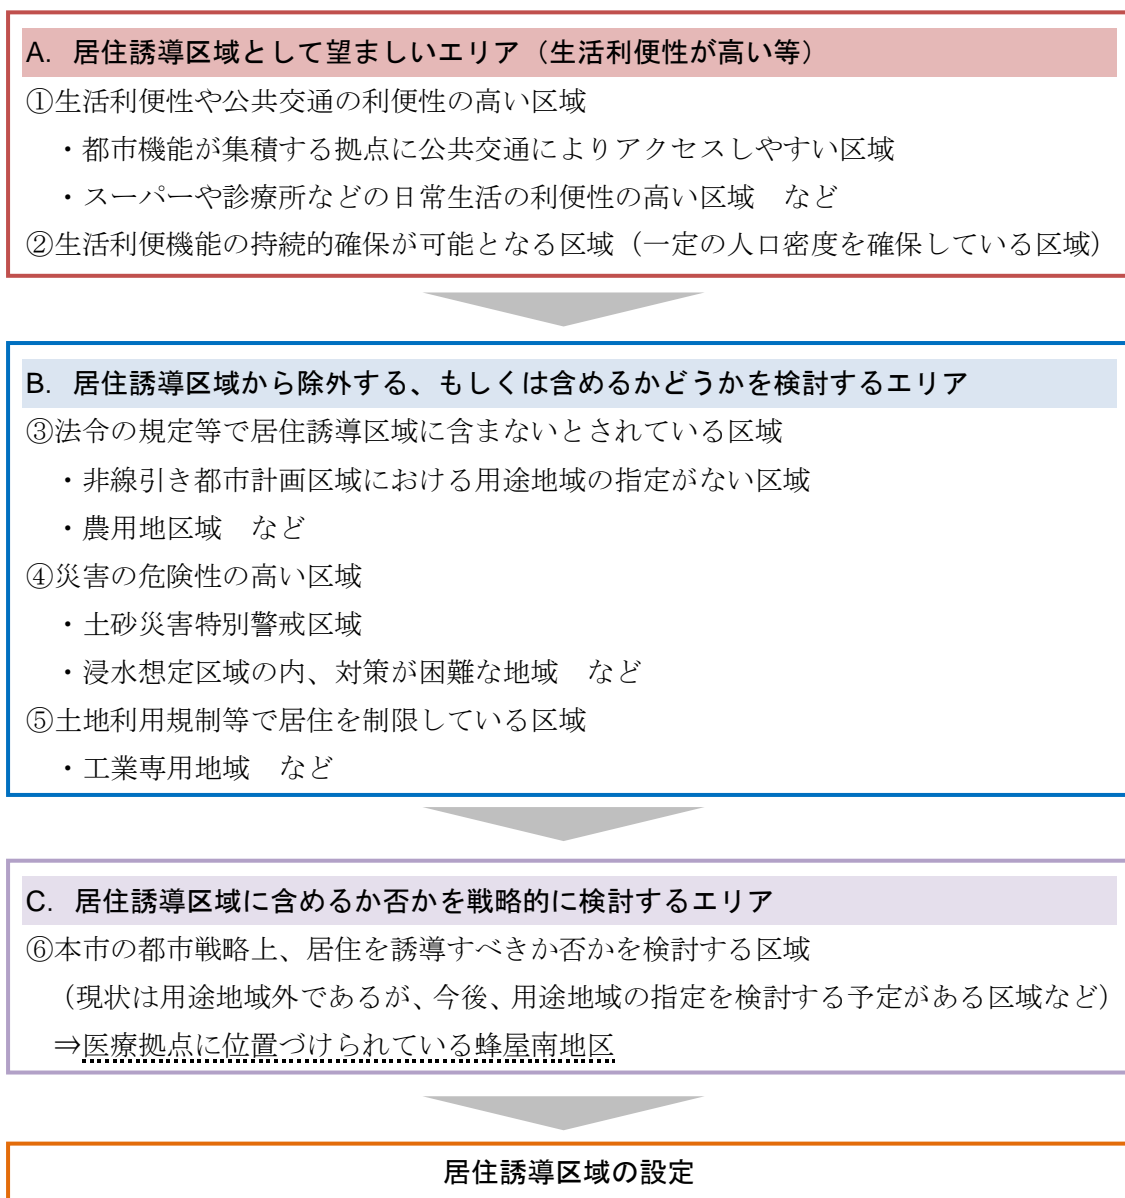 A. 居住誘導区域として望ましいエリア（生活利便性が高い等）
①生活利便性や公共交通の利便性の高い区域
・都市機能が集積する拠点に公共交通によりアクセスしやすい区域
・スーパーや診療所などの日常生活の利便性の高い区域　など
②生活利便機能の持続的確保が可能となる区域（一定の人口密度を確保している区域）
B. 居住誘導区域から除外する、もしくは含めるかどうかを検討するエリア
③法令の規定等で居住誘導区域に含まないとされている区域
・非線引き都市計画区域における用途地域の指定がない区域
・農用地区域　など
④災害の危険性の高い区域
・土砂災害特別警戒区域
・浸水想定区域の内、対策が困難な地域　など
⑤土地利用規制等で居住を制限している区域
・工業専用地域　など
C. 居住誘導区域に含めるか否かを戦略的に検討するエリア
⑥本市の都市戦略上、居住を誘導すべきか否かを検討する区域
（現状は用途地域外であるが、今後、用途地域の指定を検討する予定がある区域など）
⇒医療拠点に位置づけられている蜂屋南地区
居住誘導区域の設定